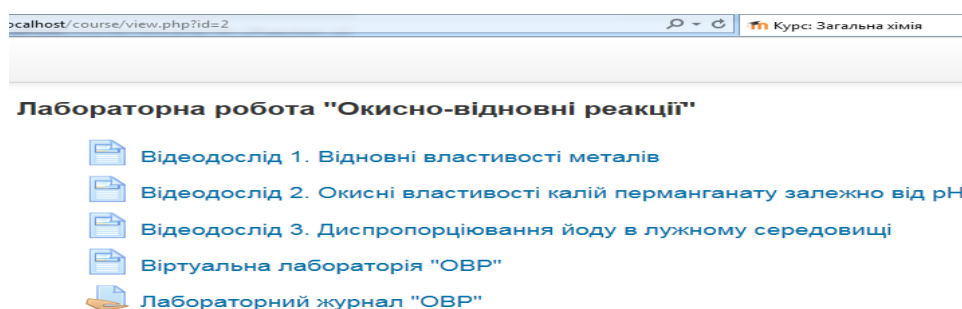 ocalhost/course/view.php?id=2
Курс: Загальна хімія
Лабораторна робота "Окисно-відновні реакції"
Відеодослід 1. Відновні властивості металів
Відеодослід 2. Окисні властивості калій перманганату залежно від pH
Відеодослід 3. Диспропорціювання йоду в лужному середовищі
Віртуальна лабораторія "ОВР"
Лабораторний журнал "ОВР"